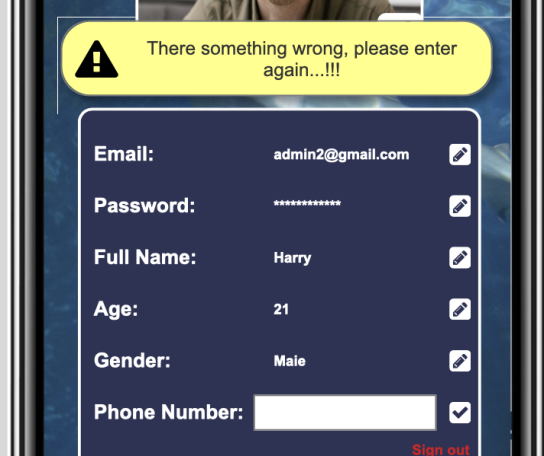 There something wrong, please enter
again...!!!
Email: admin2@gmail.com
Password: ************
Full Name: Harry
Age: 21
Gender: Maie
Phone Number:
Sign out